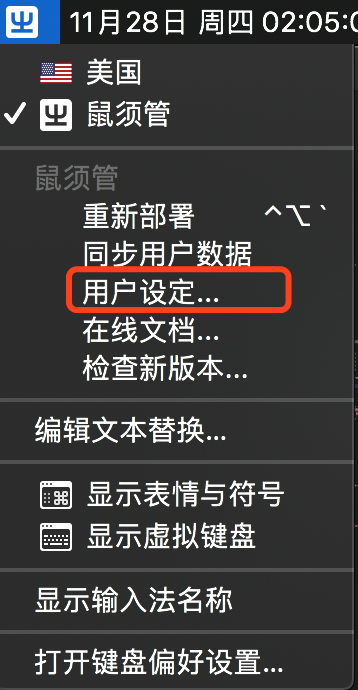 11月28日 周四 02:05:0
美国
鼠须管
鼠须管
重新部署 ^⌥`
同步用户数据
用户设定...
在线文档...
检查新版本...
编辑文本替换...
显示表情与符号
显示虚拟键盘
显示输入法名称
打开键盘偏好设置...